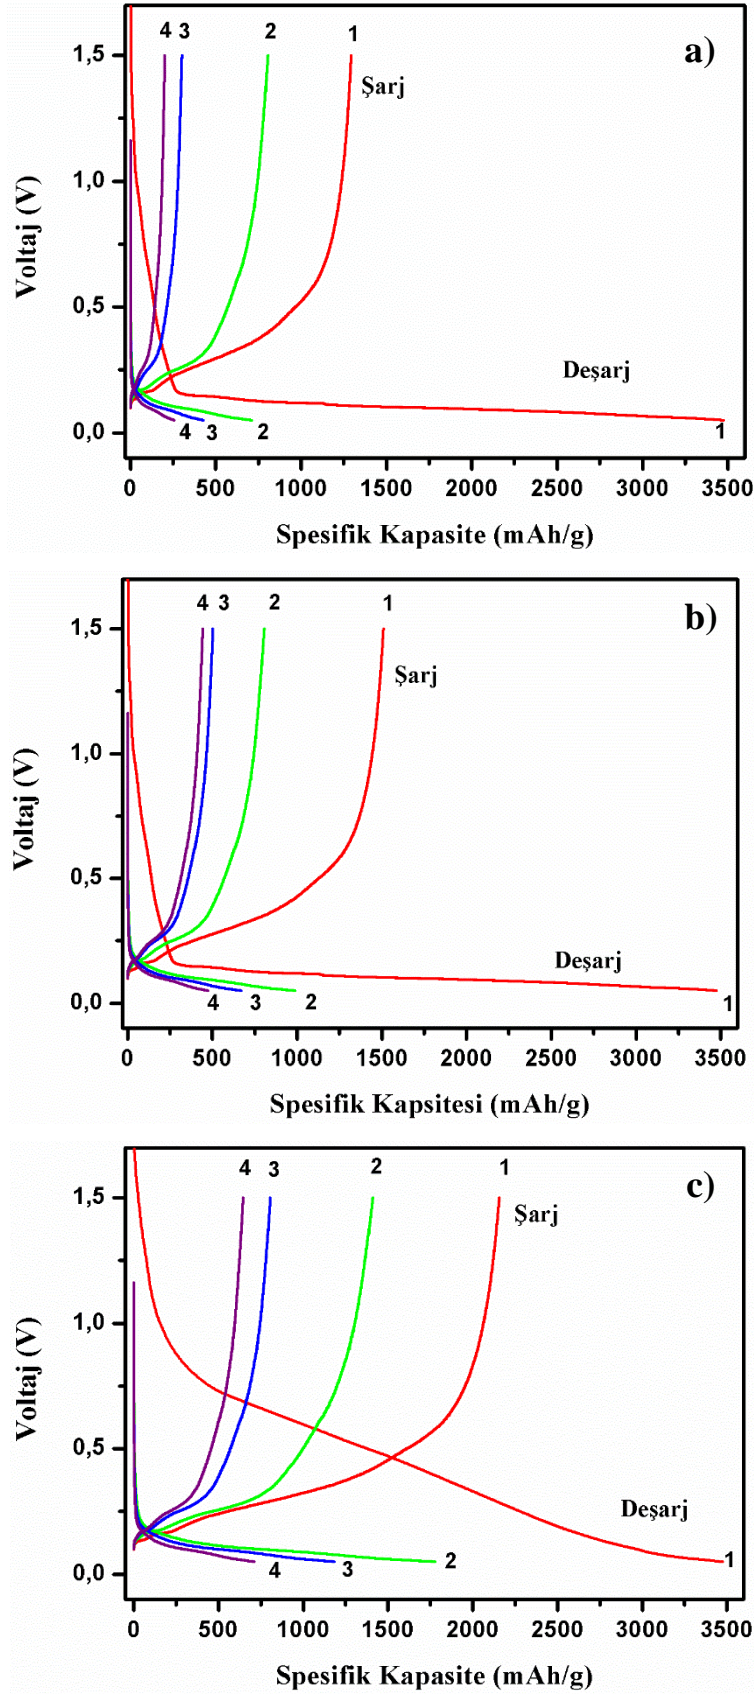 4 3 2 1
a)
1,5
Şarj
1,0
Voltaj (V)
0,5
Deşarj
0,0
4 3 2 1
0 500 1000 1500 2000 2500 3000 3500
Spesifik Kapasite (mAh/g)
4 3 2 1
b)
1,5
Şarj
1,0
Voltaj (V)
0,5
Deşarj
0,0
4 3 2 1
0 500 1000 1500 2000 2500 3000 3500
Spesifik Kapsitesi (mAh/g)
4 3 2 1
c)
1,5
Şarj
1,0
Voltaj (V)
0,5
Deşarj
0,0
4 3 2 1
0 500 1000 1500 2000 2500 3000 3500
Spesifik Kapasite (mAh/g)